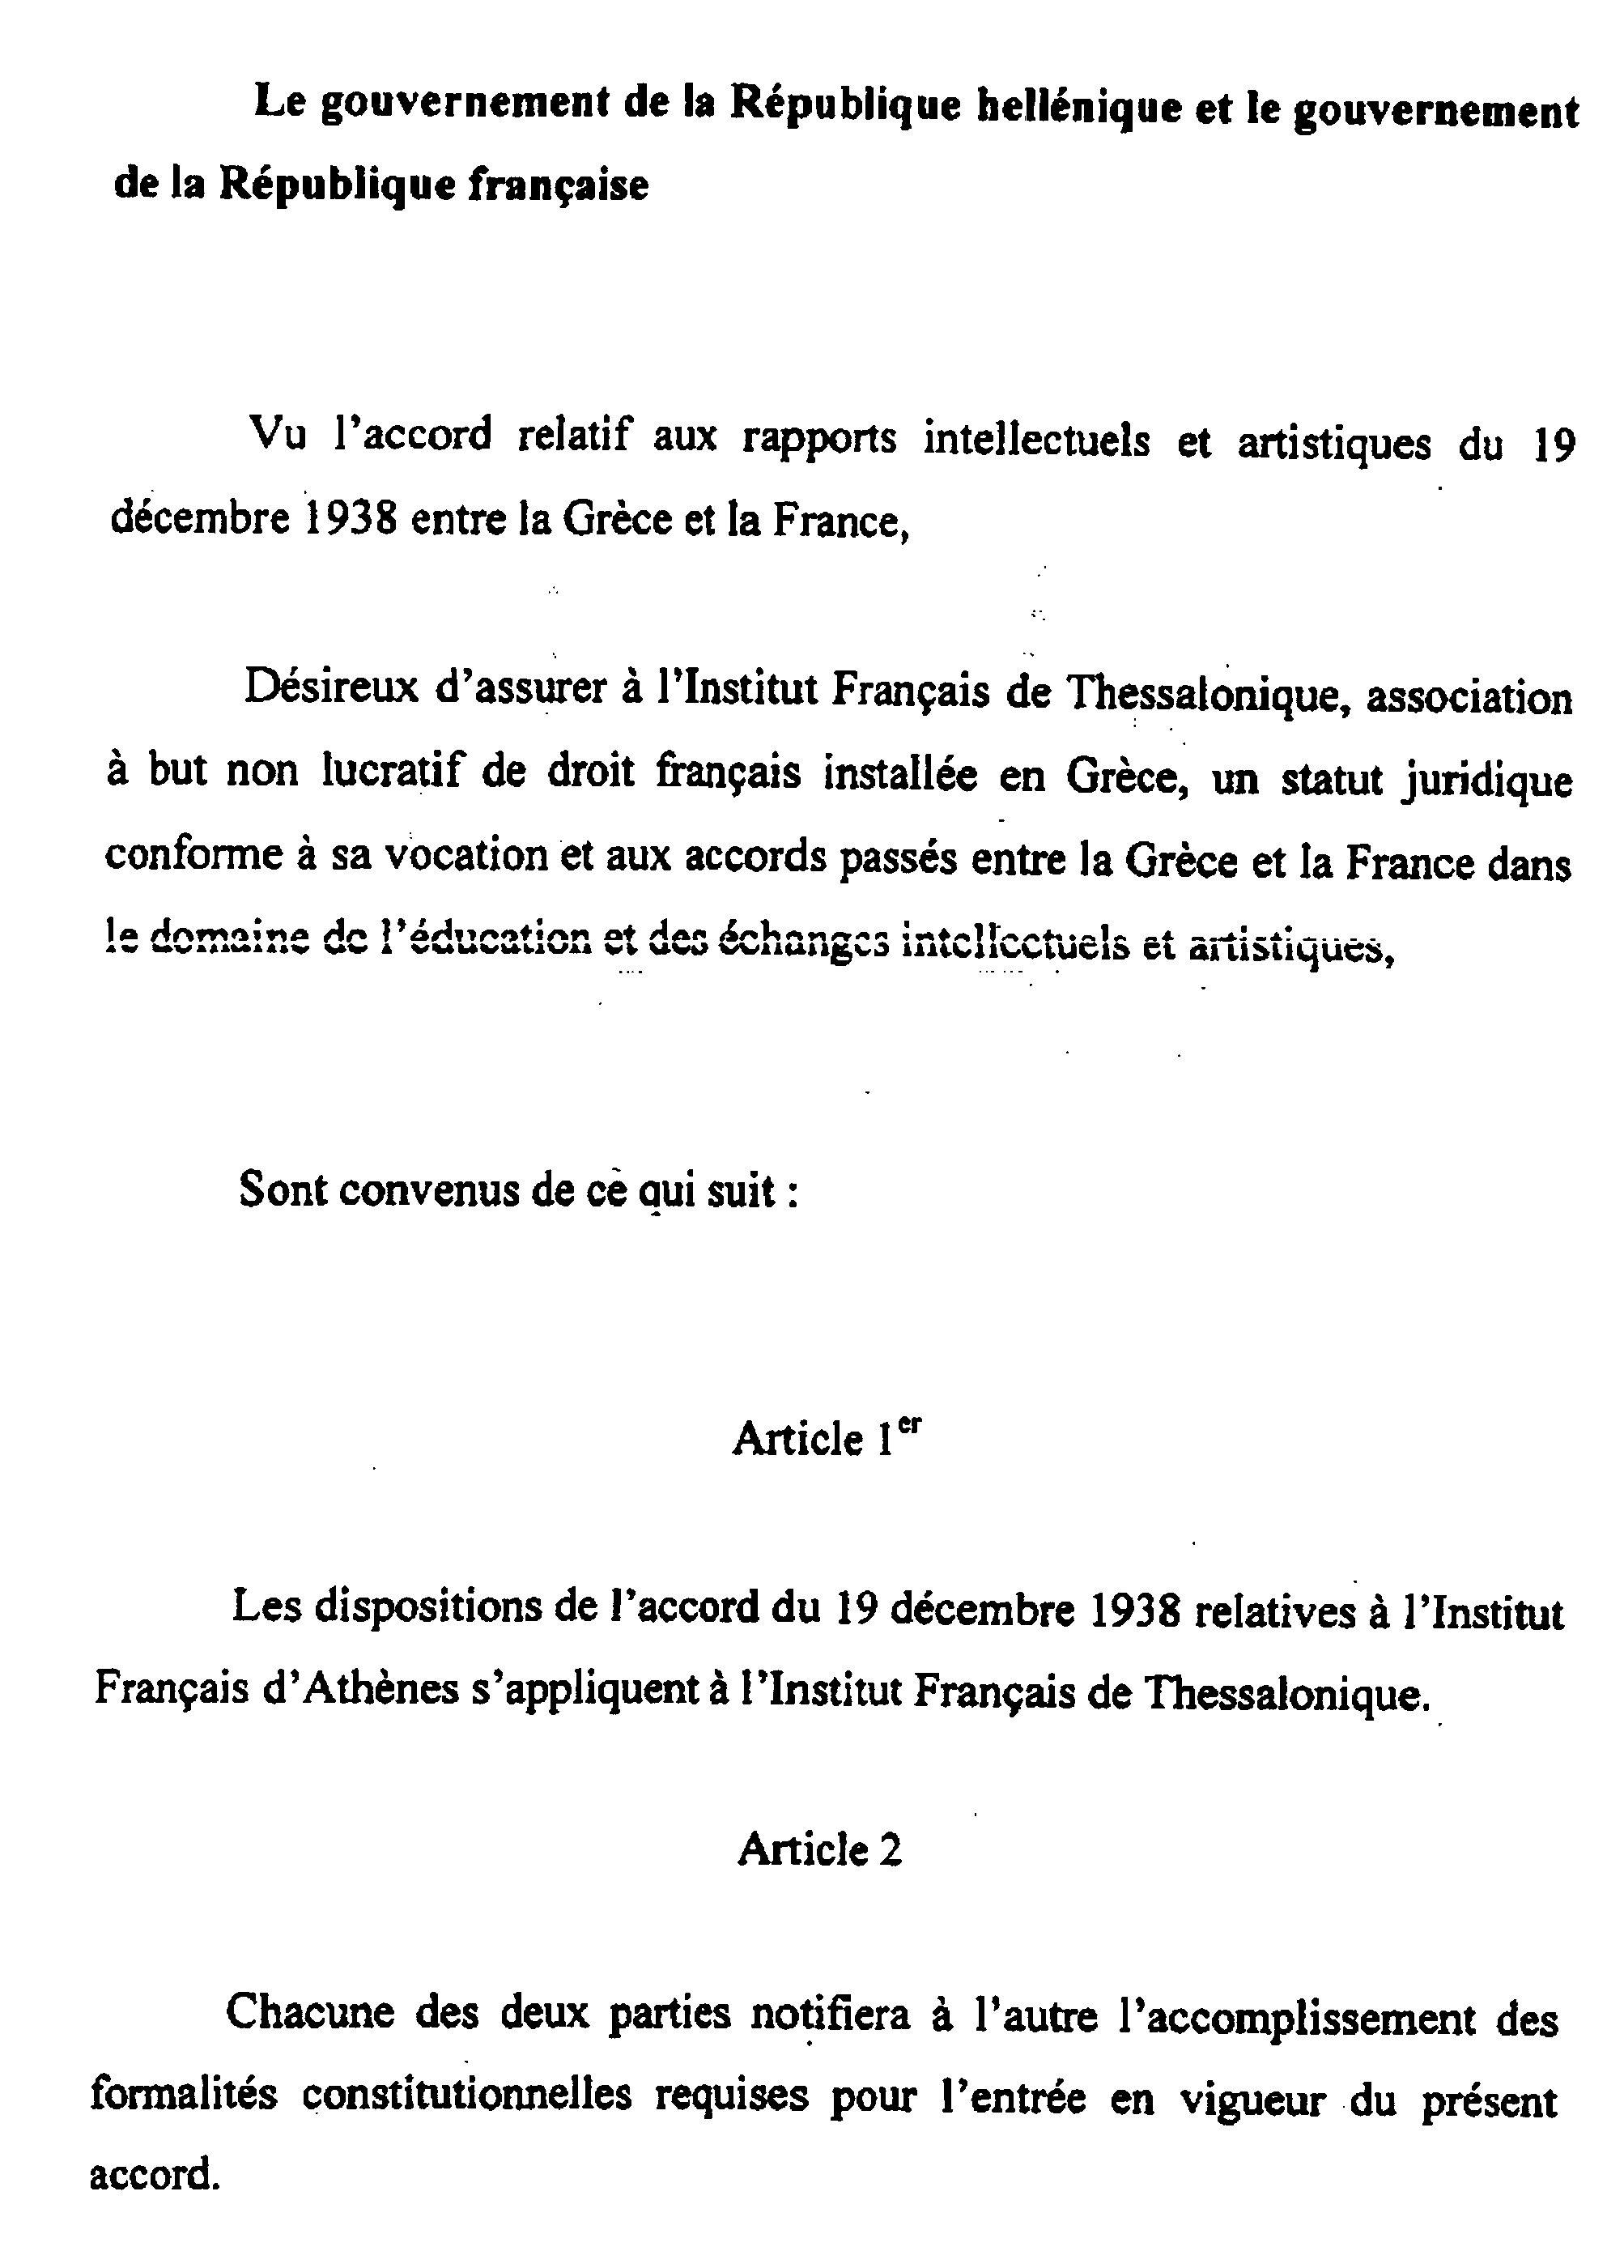 Le gouvernement de la République hellénique et le gouvernement
de la République française
Vu l'accord relatif aux rapports intellectuels et artistiques du 19
décembre 1938 entre la Grèce et la France,
Désireux d'assurer à l'Institut Français de Thessalonique, association
à but non lucratif de droit français installée en Grèce, un statut juridique
conforme à sa vocation et aux accords passés entre la Grèce et la France dans
le domaine de l'éducation et des échanges intellectuels et artistiques,
Sont convenus de ce qui suit :
Article 1er
Les dispositions de l'accord du 19 décembre 1938 relatives à l'Institut
Français d'Athènes s'appliquent à l'Institut Français de Thessalonique.
Article 2
Chacune des deux parties notifiera à l'autre l'accomplissement des
formalités constitutionnelles requises pour l'entrée en vigueur du présent
accord.